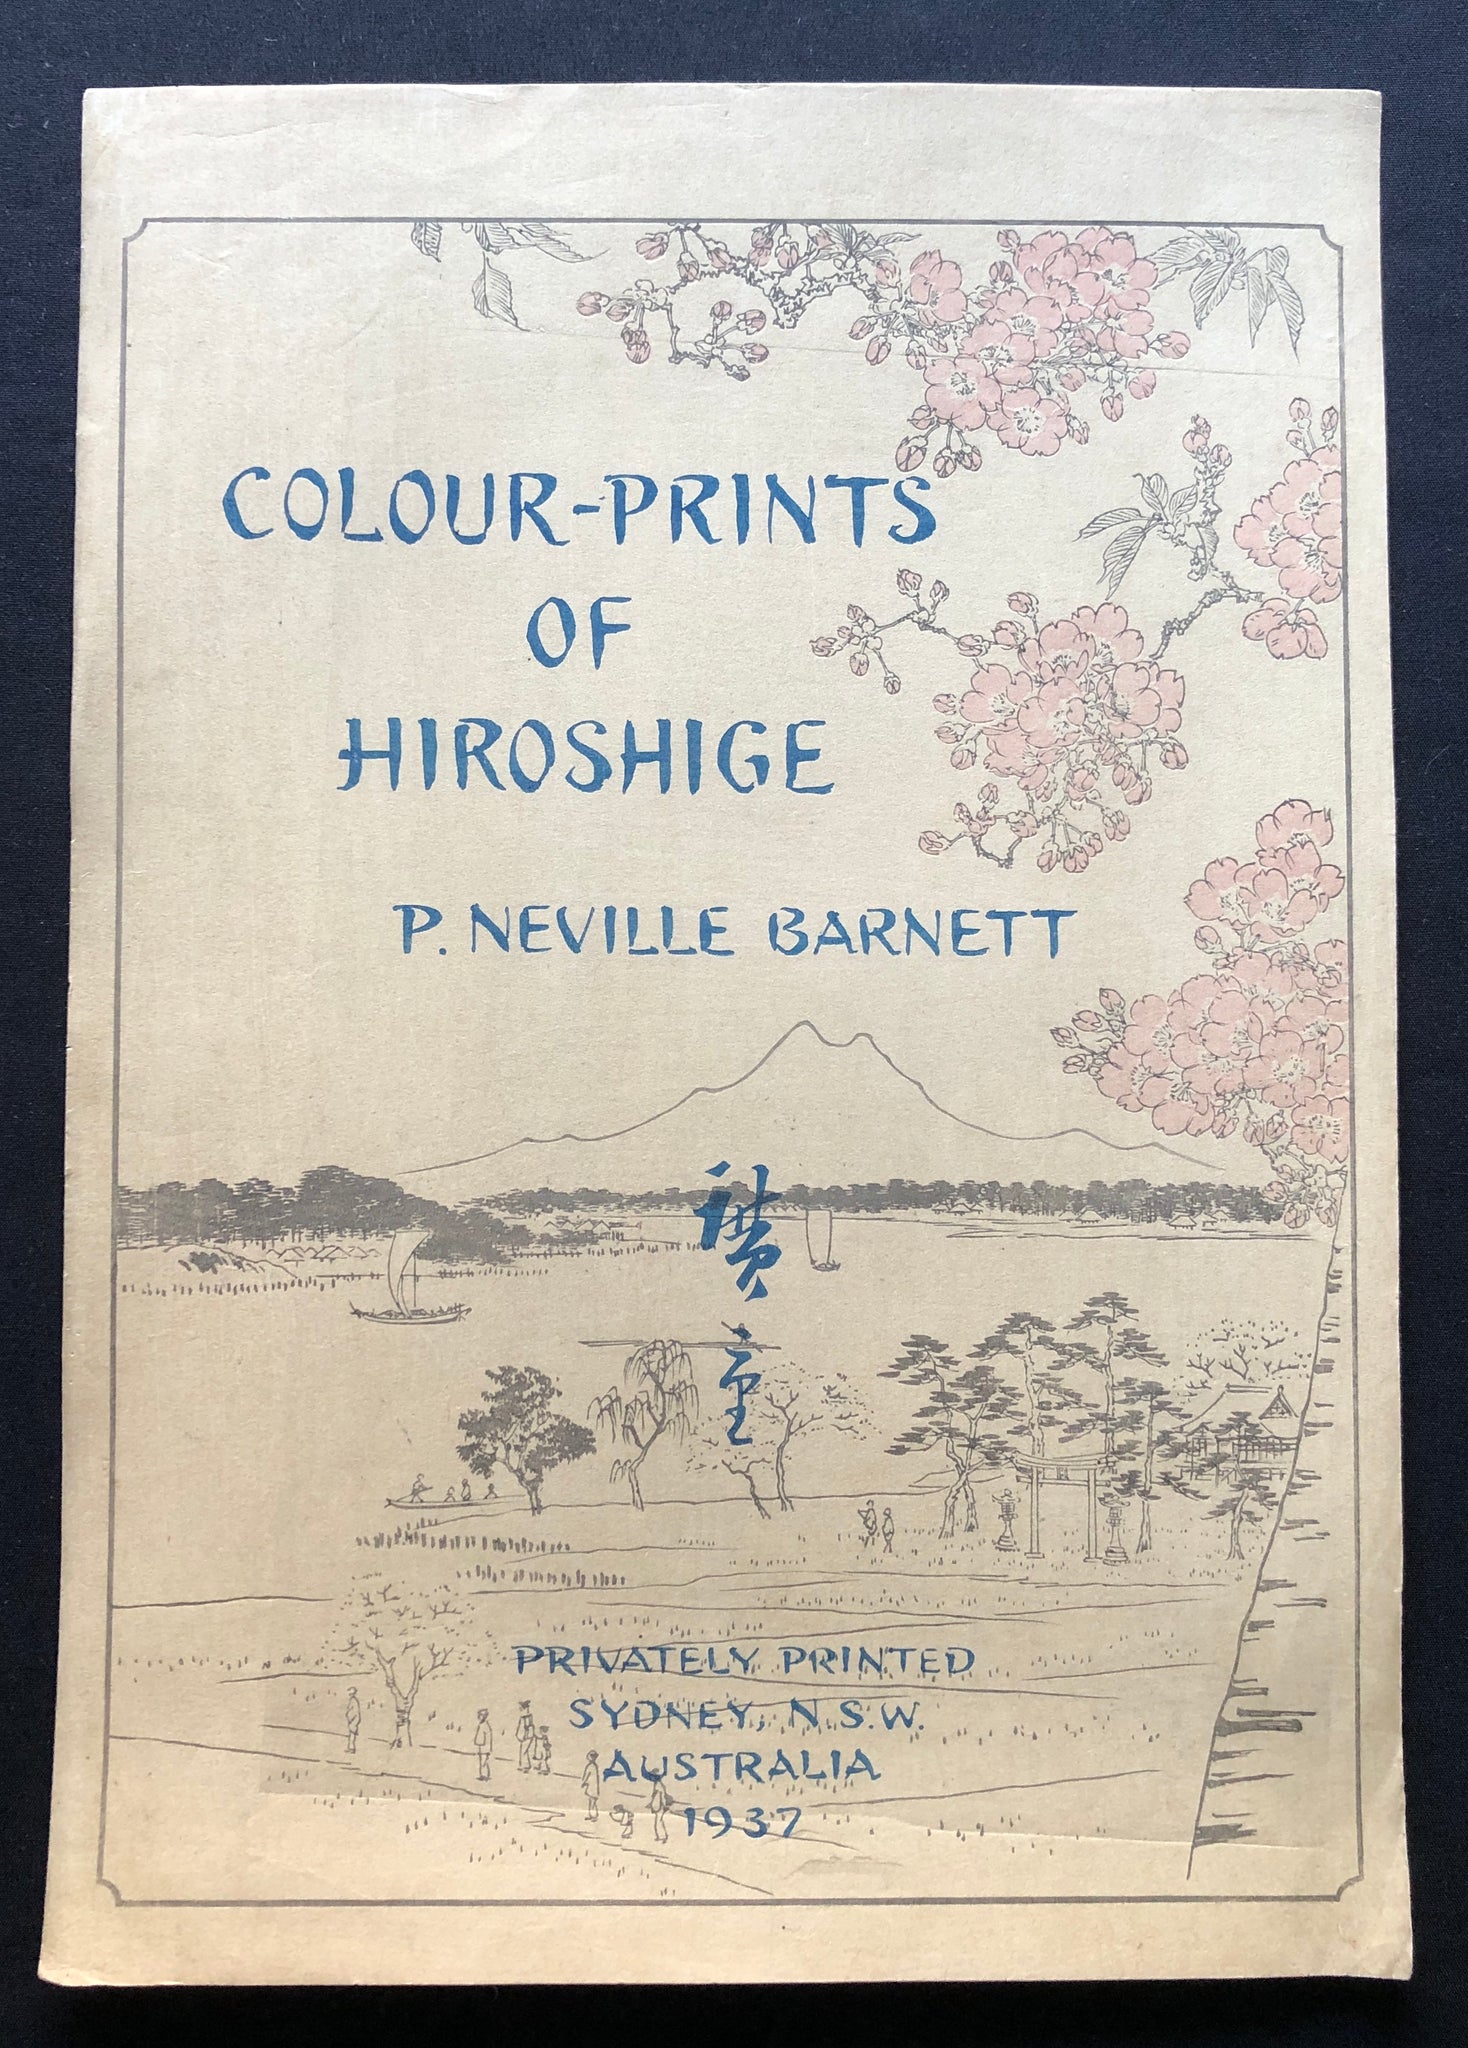 COLOUR-PRINTS
OF
HIROSHIGE
P. NEVILLE BARNETT
廣重
PRIVATELY PRINTED
SYDNEY, N.S.W.
AUSTRALIA
1937